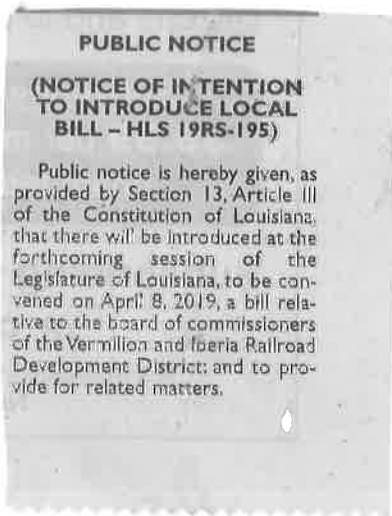 PUBLIC NOTICE
(NOTICE OF INTENTION
TO INTRODUCE LOCAL
BILL – HLS 19RS-195)
Public notice is hereby given, as
provided by Section 13, Article III
of the Constitution of Louisiana,
that there will be introduced at the
forthcoming session of the
Legislature of Louisiana, to be con-
vened on April 8, 2019, a bill rela-
tive to the board of commissioners
of the Vermilion and Iberia Railroad
Development District; and to pro-
vide for related matters.